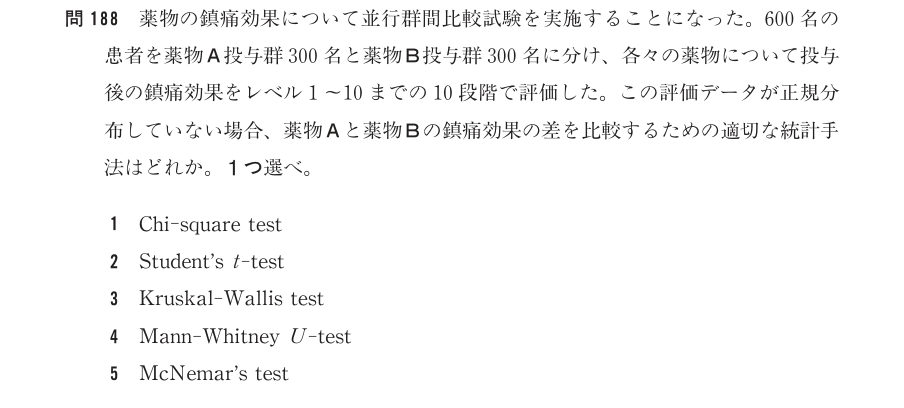 問188 薬物の鎮痛効果について並行群間比較試験を実施することになった。600 名の
患者を薬物A投与群 300 名と薬物B投与群 300 名に分け、各々の薬物について投与
後の鎮痛効果をレベル 1 ~10 までの 10 段階で評価した。この評価データが正規分
布していない場合、薬物Aと薬物Bの鎮痛効果の差を比較するための適切な統計手
法はどれか。1つ選べ。
1 Chi-square test
2 Student's t-test
3 Kruskal-Wallis test
4 Mann-Whitney U-test
5 McNemar's test